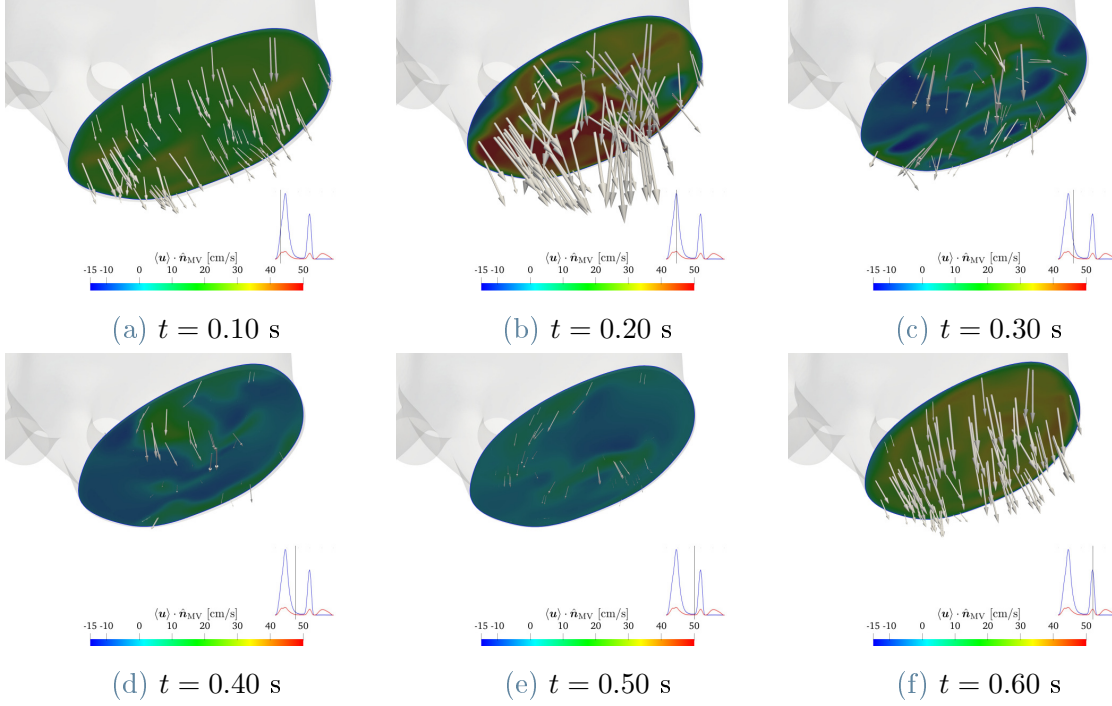 ⟨u⟩ · n̂_MV [cm/s]
-15 -10 0 10 20 30 40 50
(a) t = 0.10 s
⟨u⟩ · n̂_MV [cm/s]
-15 -10 0 10 20 30 40 50
(b) t = 0.20 s
⟨u⟩ · n̂_MV [cm/s]
-15 -10 0 10 20 30 40 50
(c) t = 0.30 s
⟨u⟩ · n̂_MV [cm/s]
-15 -10 0 10 20 30 40 50
(d) t = 0.40 s
⟨u⟩ · n̂_MV [cm/s]
-15 -10 0 10 20 30 40 50
(e) t = 0.50 s
⟨u⟩ · n̂_MV [cm/s]
-15 -10 0 10 20 30 40 50
(f) t = 0.60 s